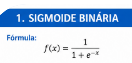 1. SIGMOIDE BINÁRIA
Fórmula:
f(x) = 1 / (1 + e^{-x})